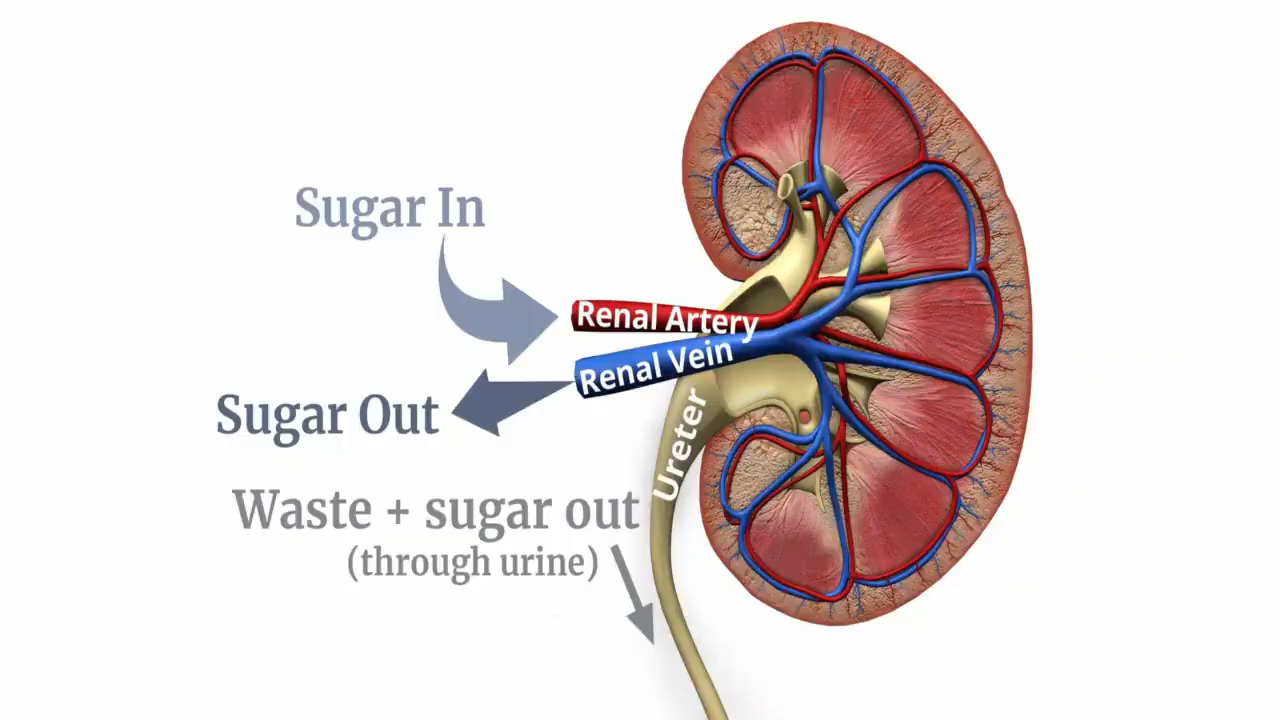 Sugar In
Renal Artery
Renal Vein
Sugar Out
Ureter
Waste + sugar out
(through urine)